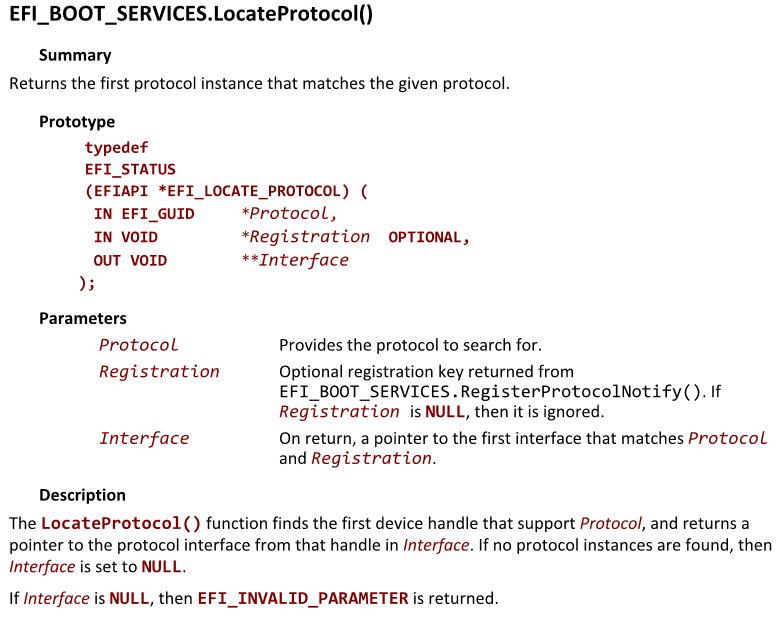 EFI_BOOT_SERVICES.LocateProtocol()
Summary
Returns the first protocol instance that matches the given protocol.
Prototype
typedef
EFI_STATUS
(EFIAPI *EFI_LOCATE_PROTOCOL) (
IN EFI_GUID *Protocol,
IN VOID *Registration OPTIONAL,
OUT VOID **Interface
);
Parameters
Protocol Provides the protocol to search for.
Registration Optional registration key returned from
EFI_BOOT_SERVICES.RegisterProtocolNotify(). If
Registration is NULL, then it is ignored.
Interface On return, a pointer to the first interface that matches Protocol
and Registration.
Description
The LocateProtocol() function finds the first device handle that support Protocol, and returns a
pointer to the protocol interface from that handle in Interface. If no protocol instances are found, then
Interface is set to NULL.
If Interface is NULL, then EFI_INVALID_PARAMETER is returned.